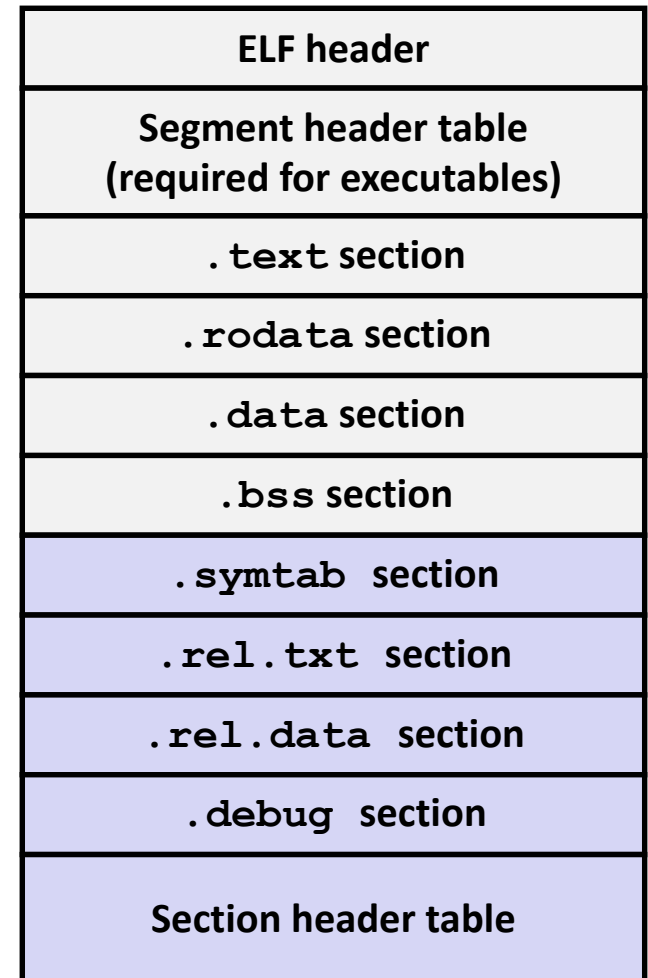 ELF header
Segment header table
(required for executables)
.text section
.rodata section
.data section
.bss section
.symtab section
.rel.txt section
.rel.data section
.debug section
Section header table